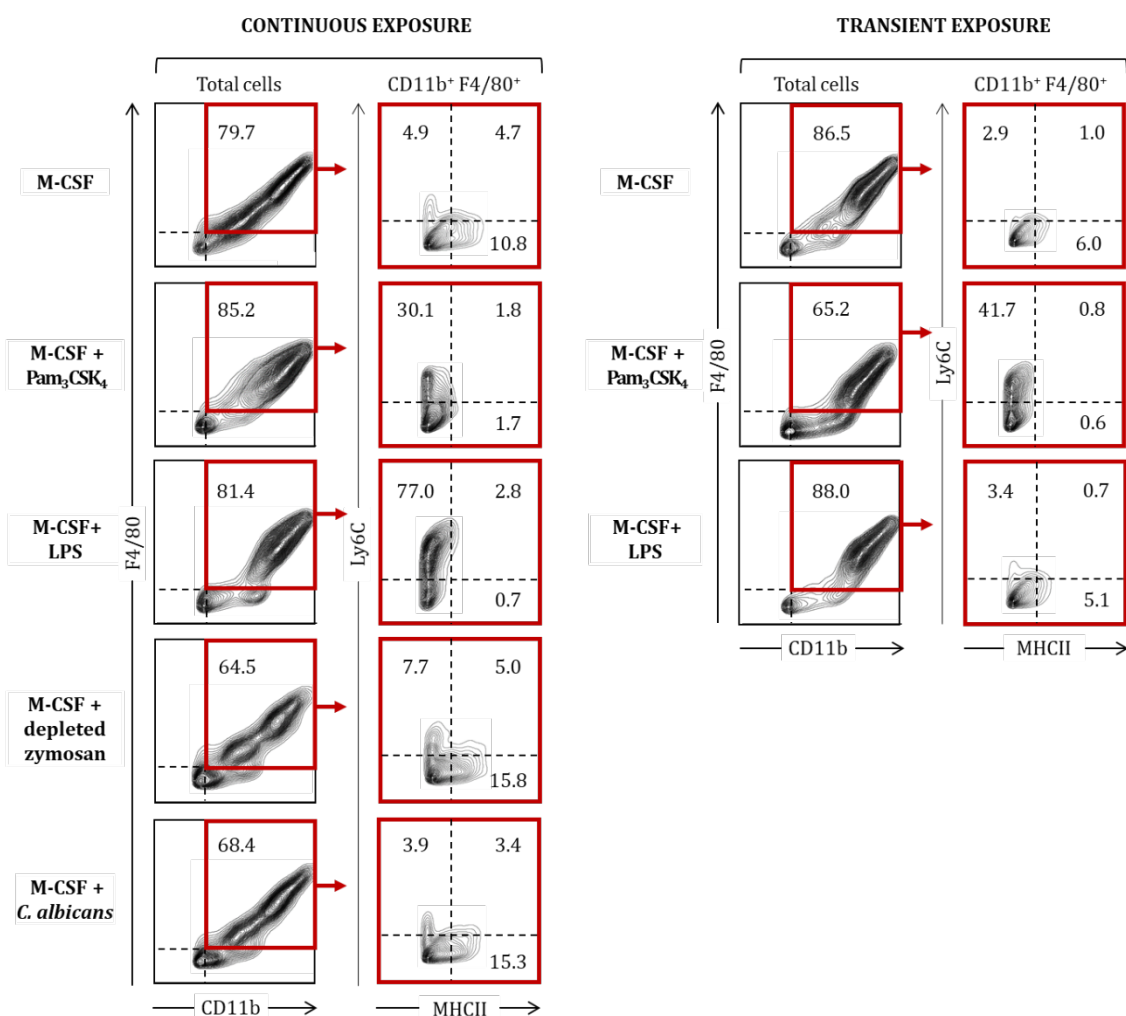 CONTINUOUS EXPOSURE
Total cells
CD11b⁺ F4/80⁺
M-CSF
79.7
4.9
4.7
10.8
M-CSF +
Pam₃CSK₄
85.2
30.1
1.8
1.7
M-CSF+
LPS
81.4
77.0
2.8
0.7
M-CSF +
depleted
zymosan
64.5
7.7
5.0
15.8
M-CSF +
C. albicans
68.4
3.9
3.4
15.3
F4/80
Ly6C
CD11b
MHCII
TRANSIENT EXPOSURE
Total cells
CD11b⁺ F4/80⁺
M-CSF
86.5
2.9
1.0
6.0
M-CSF +
Pam₃CSK₄
65.2
41.7
0.8
0.6
M-CSF+
LPS
88.0
3.4
0.7
5.1
F4/80
Ly6C
CD11b
MHCII